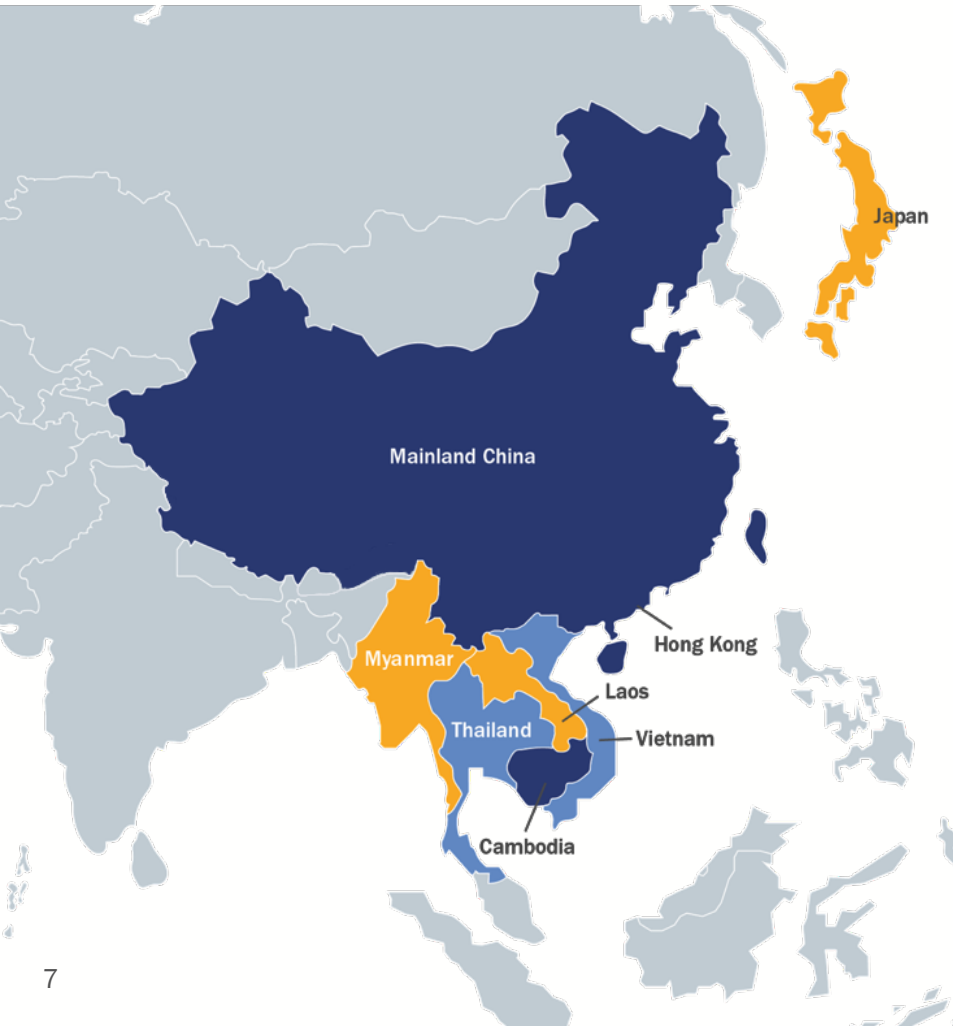 Japan
Mainland China
Hong Kong
Myanmar
Laos
Thailand
Vietnam
Cambodia
7